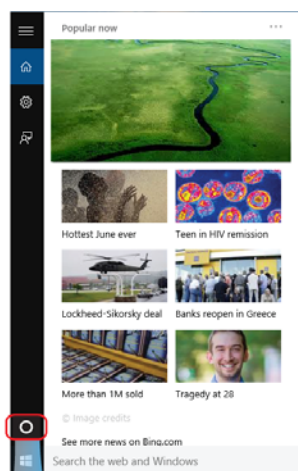 Popular now
Hottest June ever
Teen in HIV remission
Lockheed-Sikorsky deal
Banks reopen in Greece
More than 1M sold
Tragedy at 28
© Image credits
See more news on Bing.com
Search the web and Windows